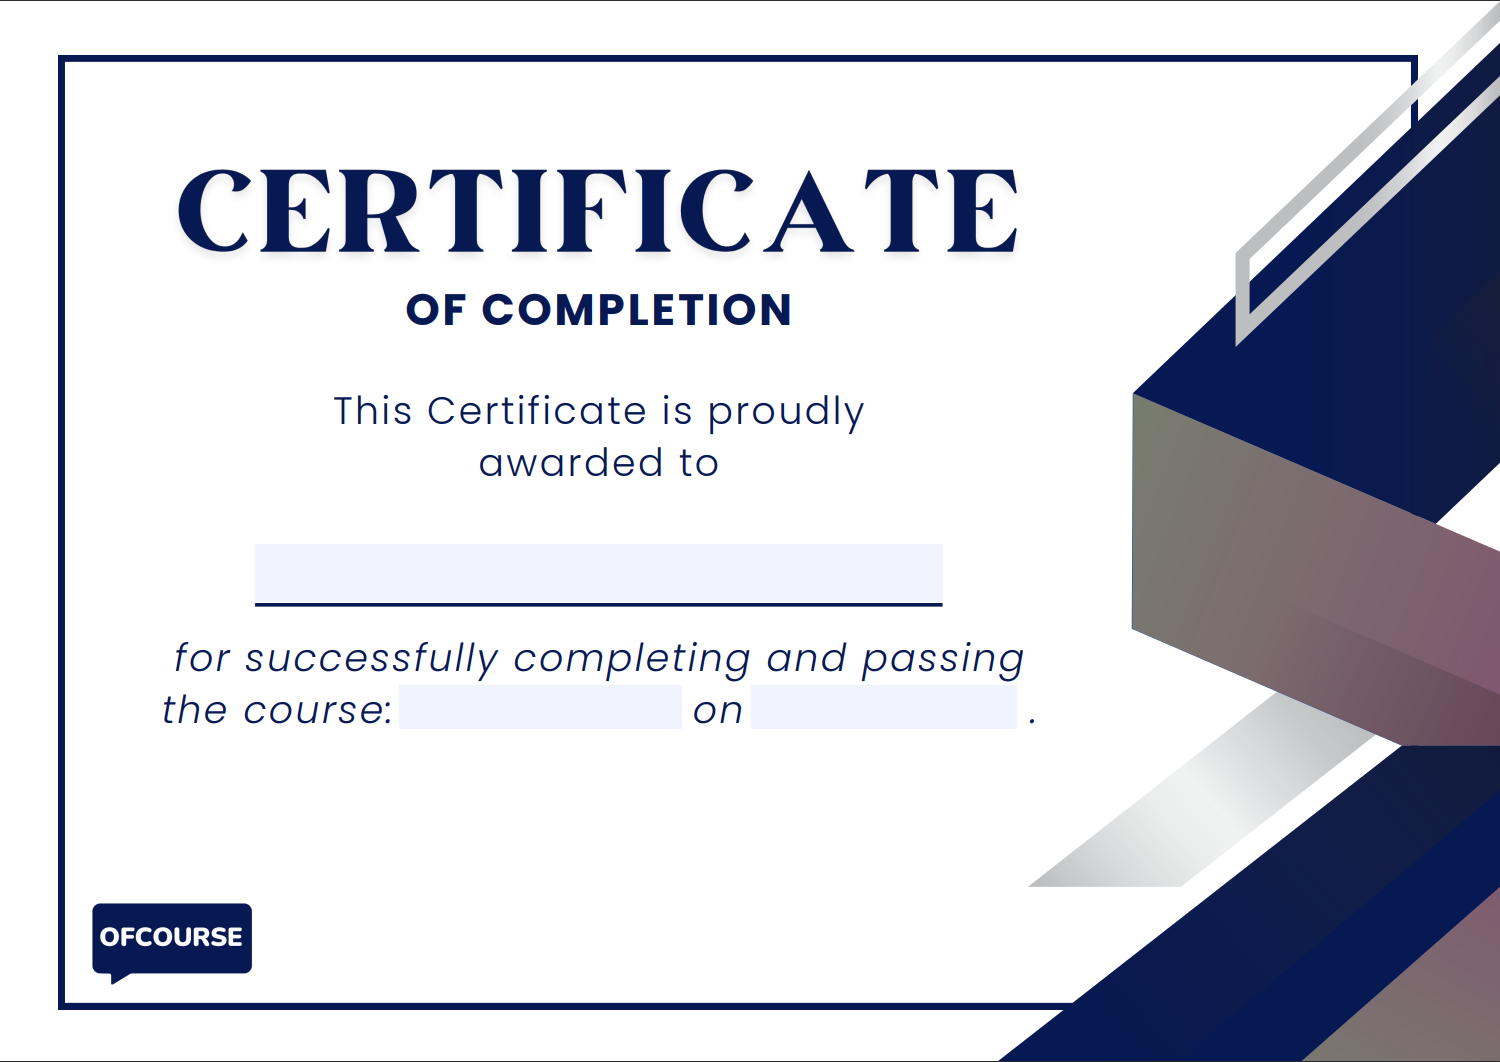 CERTIFICATE
OF COMPLETION
This Certificate is proudly
awarded to
for successfully completing and passing
the course: on .
OFCOURSE